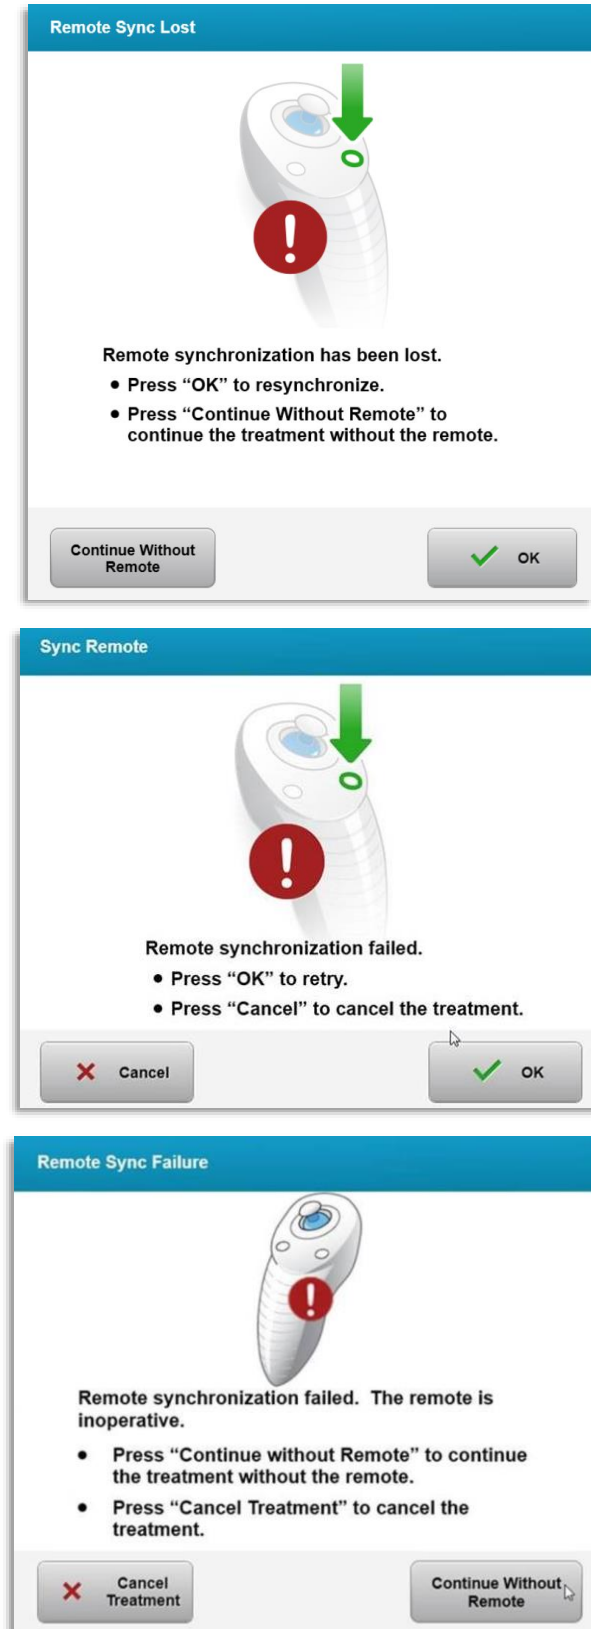 Remote Sync Lost
Remote synchronization has been lost.
• Press “OK” to resynchronize.
• Press “Continue Without Remote” to
continue the treatment without the remote.
Continue Without
Remote
OK
Sync Remote
Remote synchronization failed.
• Press “OK” to retry.
• Press “Cancel” to cancel the treatment.
Cancel
OK
Remote Sync Failure
Remote synchronization failed.  The remote is
inoperative.
• Press “Continue without Remote” to continue
the treatment without the remote.
• Press “Cancel Treatment” to cancel the
treatment.
Cancel
Treatment
Continue Without
Remote